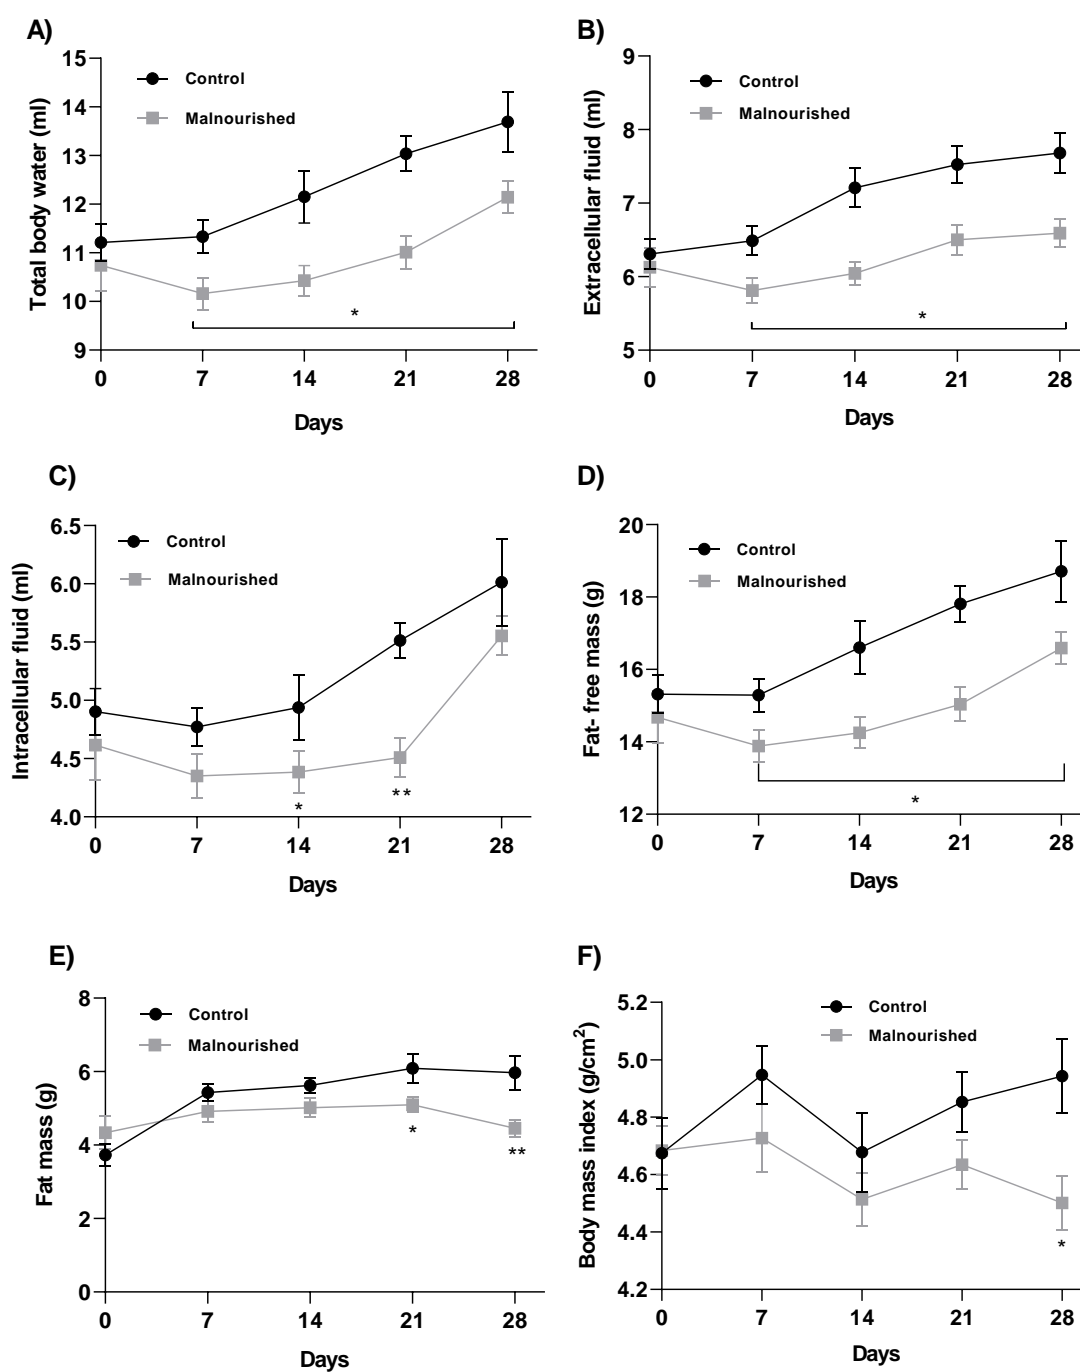 A)
Total body water (ml)
15
14
13
12
11
10
9
Control
Malnourished
*
0 7 14 21 28
Days
B)
Extracellular fluid (ml)
9
8
7
6
5
Control
Malnourished
*
0 7 14 21 28
Days
C)
Intracellular fluid (ml)
6.5
6.0
5.5
5.0
4.5
4.0
Control
Malnourished
* **
0 7 14 21 28
Days
D)
Fat- free mass (g)
20
18
16
14
12
Control
Malnourished
*
0 7 14 21 28
Days
E)
Fat mass (g)
8
6
4
2
0
Control
Malnourished
* **
0 7 14 21 28
Days
F)
Body mass index (g/cm²)
5.2
5.0
4.8
4.6
4.4
4.2
Control
Malnourished
*
0 7 14 21 28
Days